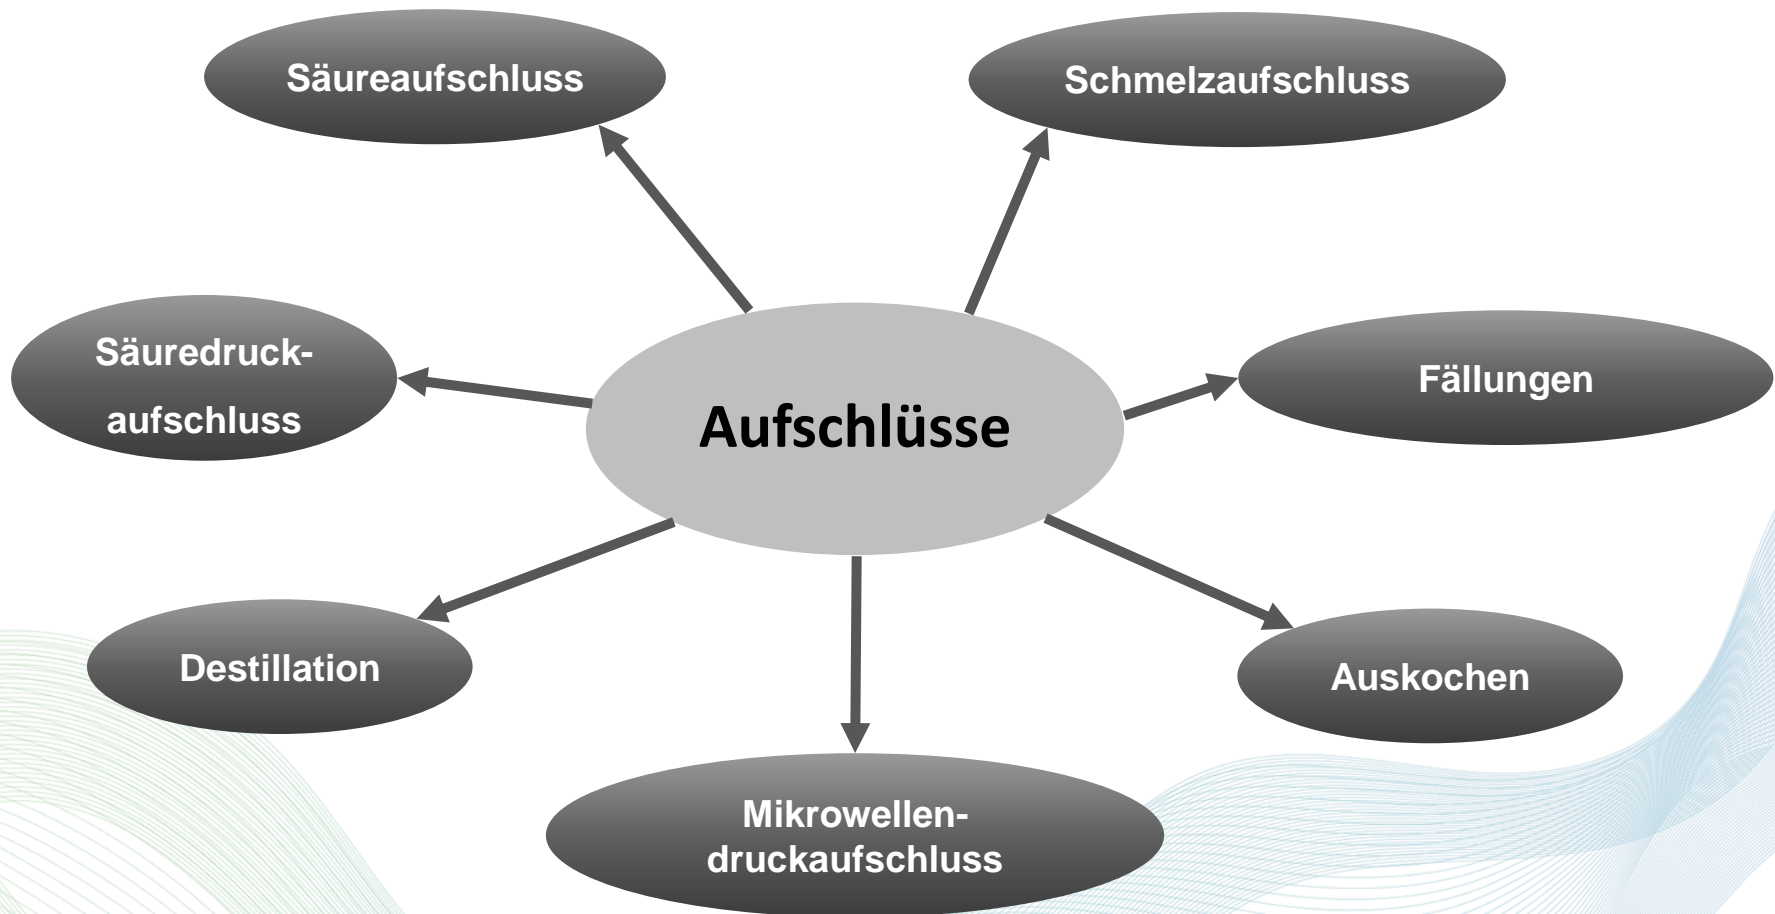 Säureaufschluss
Schmelzaufschluss
Säuredruck-
aufschluss
Fällungen
Aufschlüsse
Destillation
Auskochen
Mikrowellen-
druckaufschluss